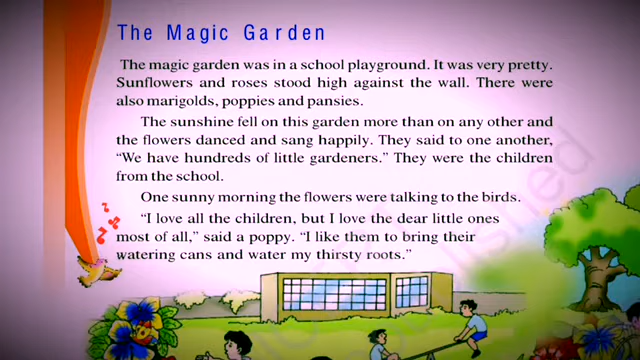 The Magic Garden
The magic garden was in a school playground. It was very pretty.
Sunflowers and roses stood high against the wall. There were
also marigolds, poppies and pansies.
The sunshine fell on this garden more than on any other and
the flowers danced and sang happily. They said to one another,
“We have hundreds of little gardeners.” They were the children
from the school.
One sunny morning the flowers were talking to the birds.
“I love all the children, but I love the dear little ones
most of all,” said a poppy. “I like them to bring their
watering cans and water my thirsty roots.”